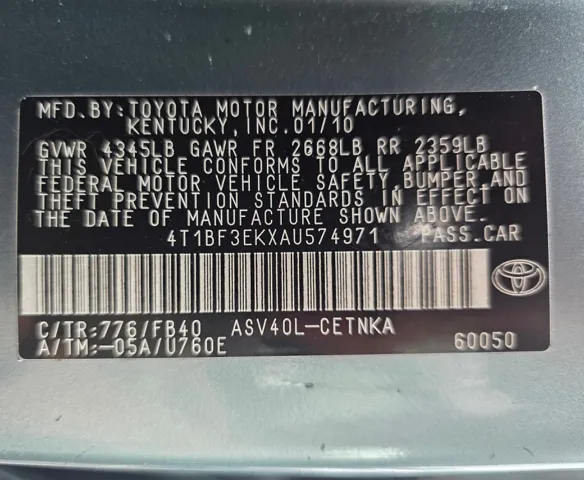 MFD.BY:TOYOTA MOTOR MANUFACTURING,
KENTUCKY,INC.01/10
GVWR 4345LB GAWR FR 2668LB RR 2359LB
THIS VEHICLE CONFORMS TO ALL APPLICABLE
FEDERAL MOTOR VEHICLE SAFETY,BUMPER,AND
THEFT PREVENTION STANDARDS IN EFFECT ON
THE DATE OF MANUFACTURE SHOWN ABOVE.
4T1BF3EKXAU574971 PASS.CAR
C/TR:776/FB40 ASV40L-CETNKA
A/TM:-05A/U760E 60050